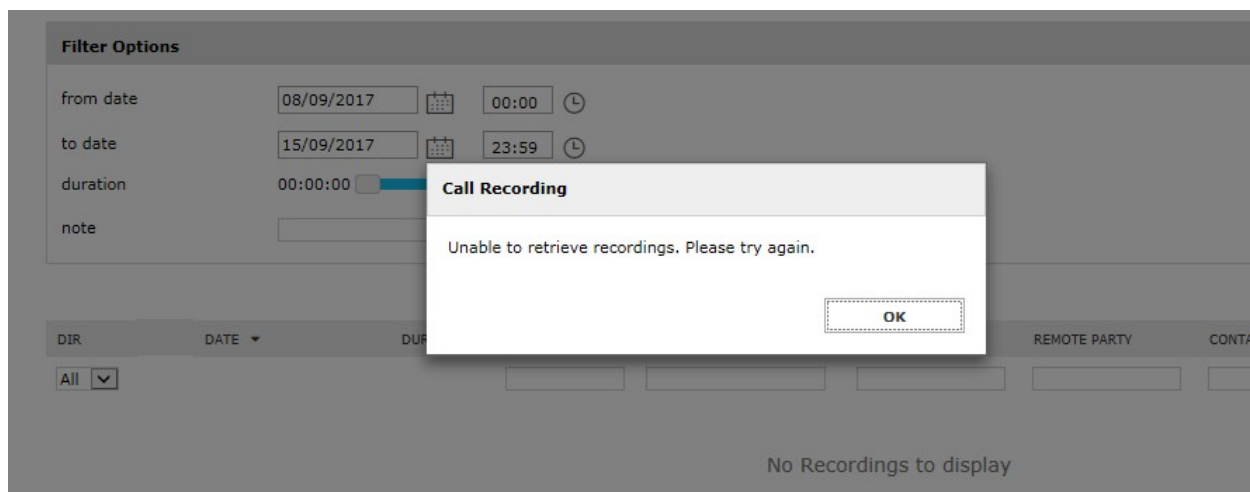 Filter Options
from date 08/09/2017 00:00
to date 15/09/2017 23:59
duration 00:00:00
note
Call Recording
Unable to retrieve recordings. Please try again.
OK
DIR DATE DUR REMOTE PARTY CONTA
All
No Recordings to display